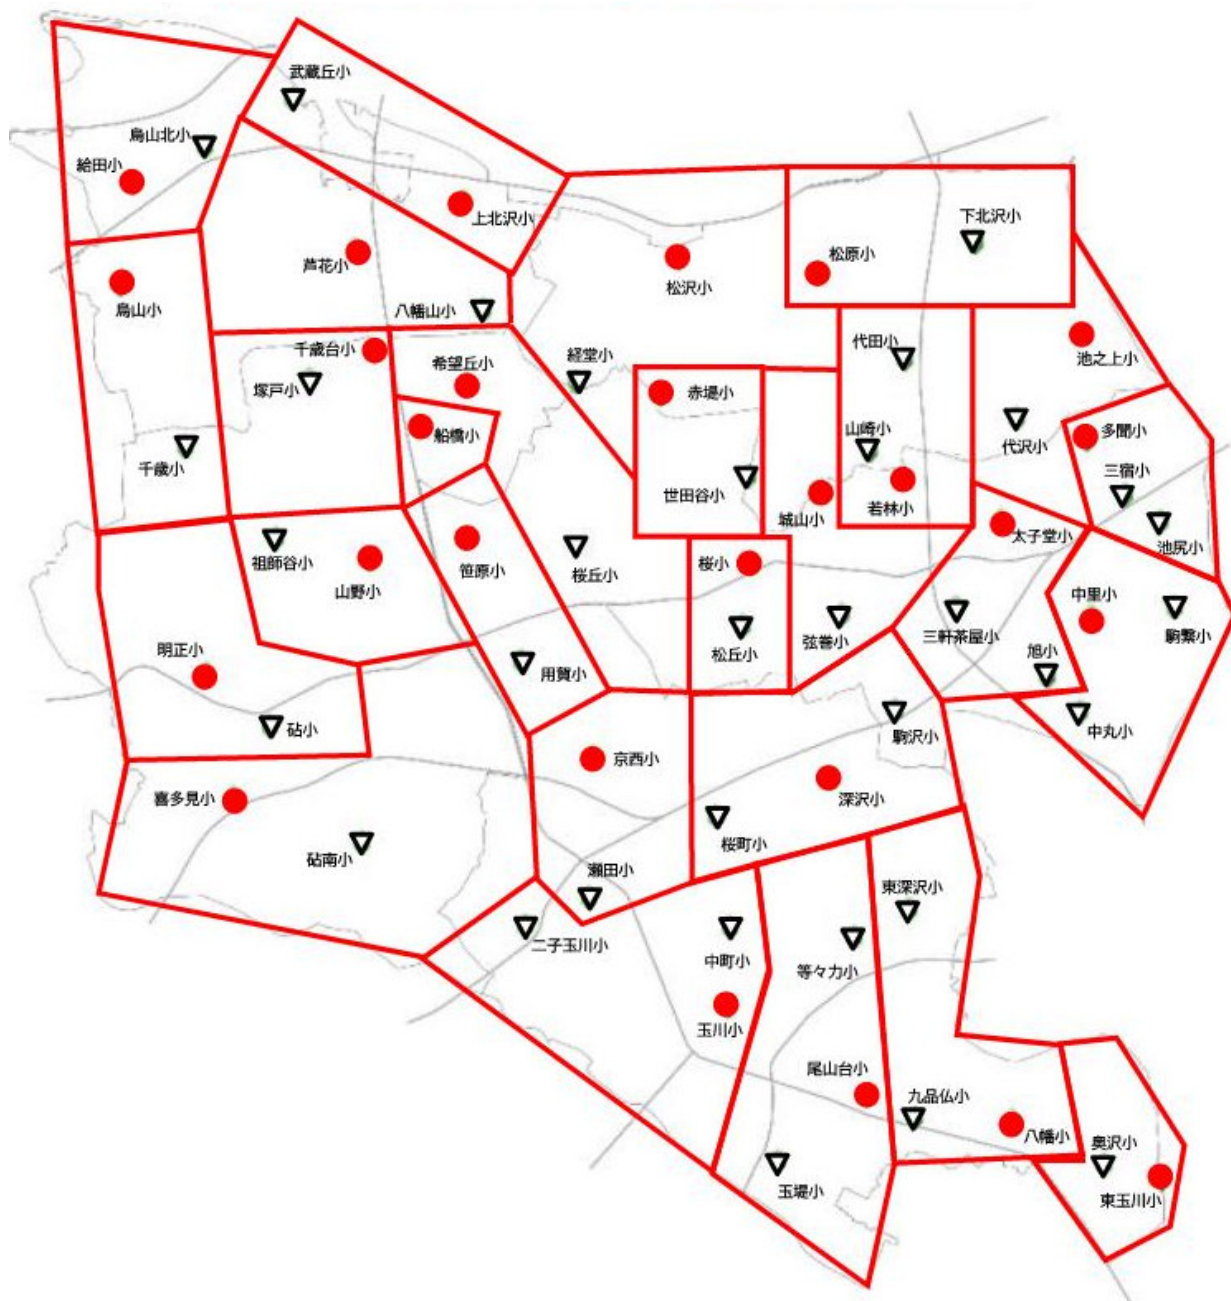 武蔵丘小
烏山北小
給田小
上北沢小
下北沢小
芦花小
松原小
松沢小
烏山小
八幡山小
千歳台小
希望丘小
経堂小
代田小
池之上小
塚戸小
赤堤小
船橋小
山崎小
代沢小
多聞小
千歳小
三宿小
世田谷小
城山小
若林小
太子堂小
池尻小
祖師谷小
山野小
笹原小
桜丘小
桜小
中里小
駒繋小
三軒茶屋小
弦巻小
松丘小
旭小
明正小
用賀小
砧小
駒沢小
中丸小
京西小
喜多見小
深沢小
桜町小
砧南小
瀬田小
東深沢小
二子玉川小
中町小
等々力小
玉川小
尾山台小
九品仏小
八幡小
奥沢小
玉堤小
東玉川小